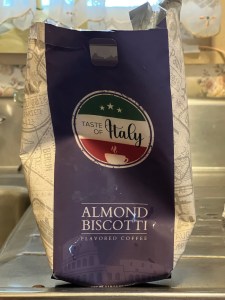 TASTE
OF Italy
ALMOND
BISCOTTI
FLAVORED COFFEE